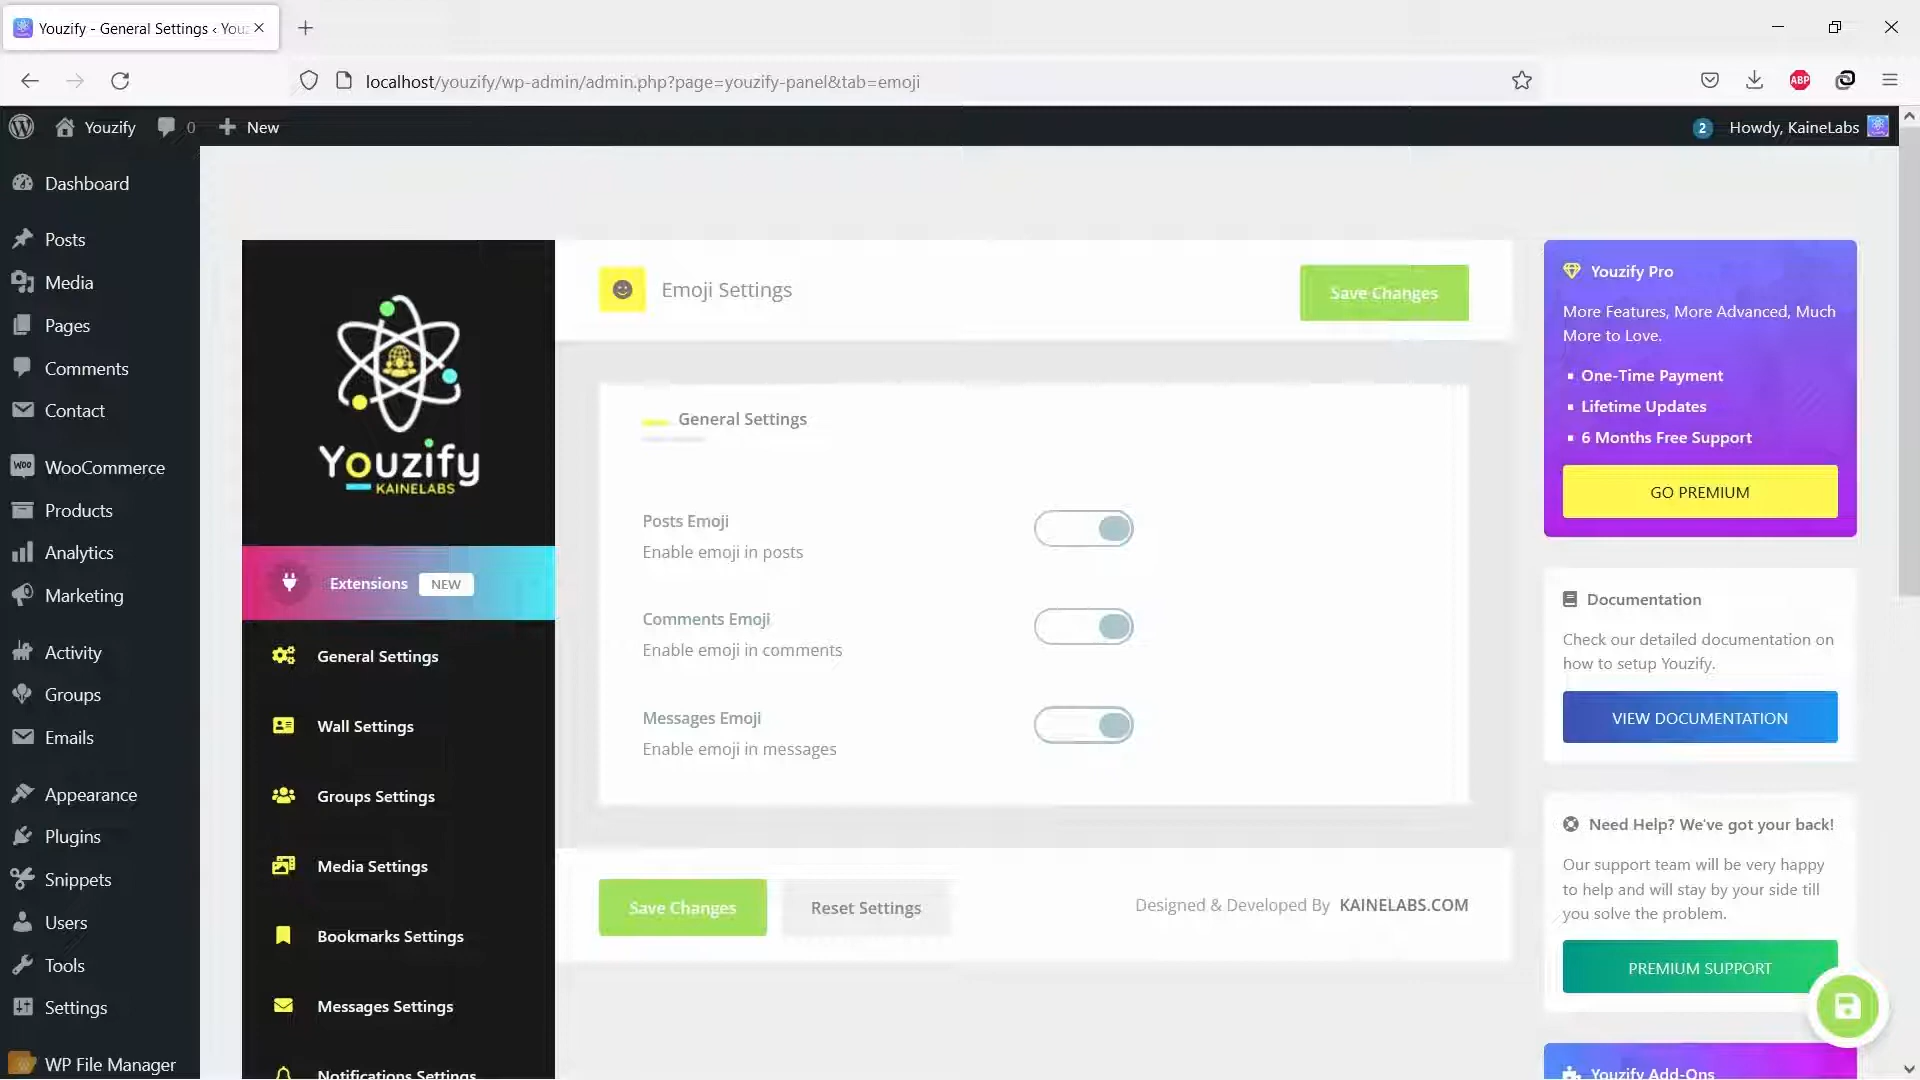 Youzify - General Settings ‹ Youz
localhost/youzify/wp-admin/admin.php?page=youzify-panel&tab=emoji
ABP
Youzify
0
New
2
Howdy, KaineLabs
Dashboard
Posts
Media
Pages
Comments
Contact
WooCommerce
Products
Analytics
Marketing
Activity
Groups
Emails
Appearance
Plugins
Snippets
Users
Tools
Settings
WP File Manager
Youzify
KAINELABS
Extensions NEW
General Settings
Wall Settings
Groups Settings
Media Settings
Bookmarks Settings
Messages Settings
Notifications Settings
Emoji Settings
Save Changes
General Settings
Posts Emoji
Enable emoji in posts
Comments Emoji
Enable emoji in comments
Messages Emoji
Enable emoji in messages
Save Changes
Reset Settings
Designed & Developed By KAINELABS.COM
Youzify Pro
More Features, More Advanced, Much
More to Love.
▪ One-Time Payment
▪ Lifetime Updates
▪ 6 Months Free Support
GO PREMIUM
Documentation
Check our detailed documentation on
how to setup Youzify.
VIEW DOCUMENTATION
Need Help? We've got your back!
Our support team will be very happy
to help and will stay by your side till
you solve the problem.
PREMIUM SUPPORT
Youzify Add-Ons